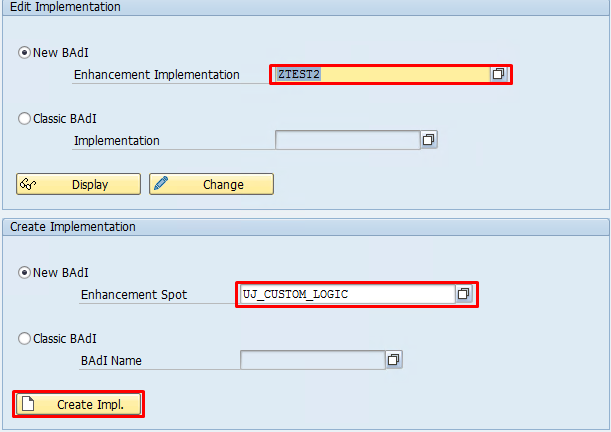 Edit Implementation
New BAdI
Enhancement Implementation ZTEST2
Classic BAdI
Implementation
Display Change
Create Implementation
New BAdI
Enhancement Spot UJ_CUSTOM_LOGIC
Classic BAdI
BAdI Name
Create Impl.